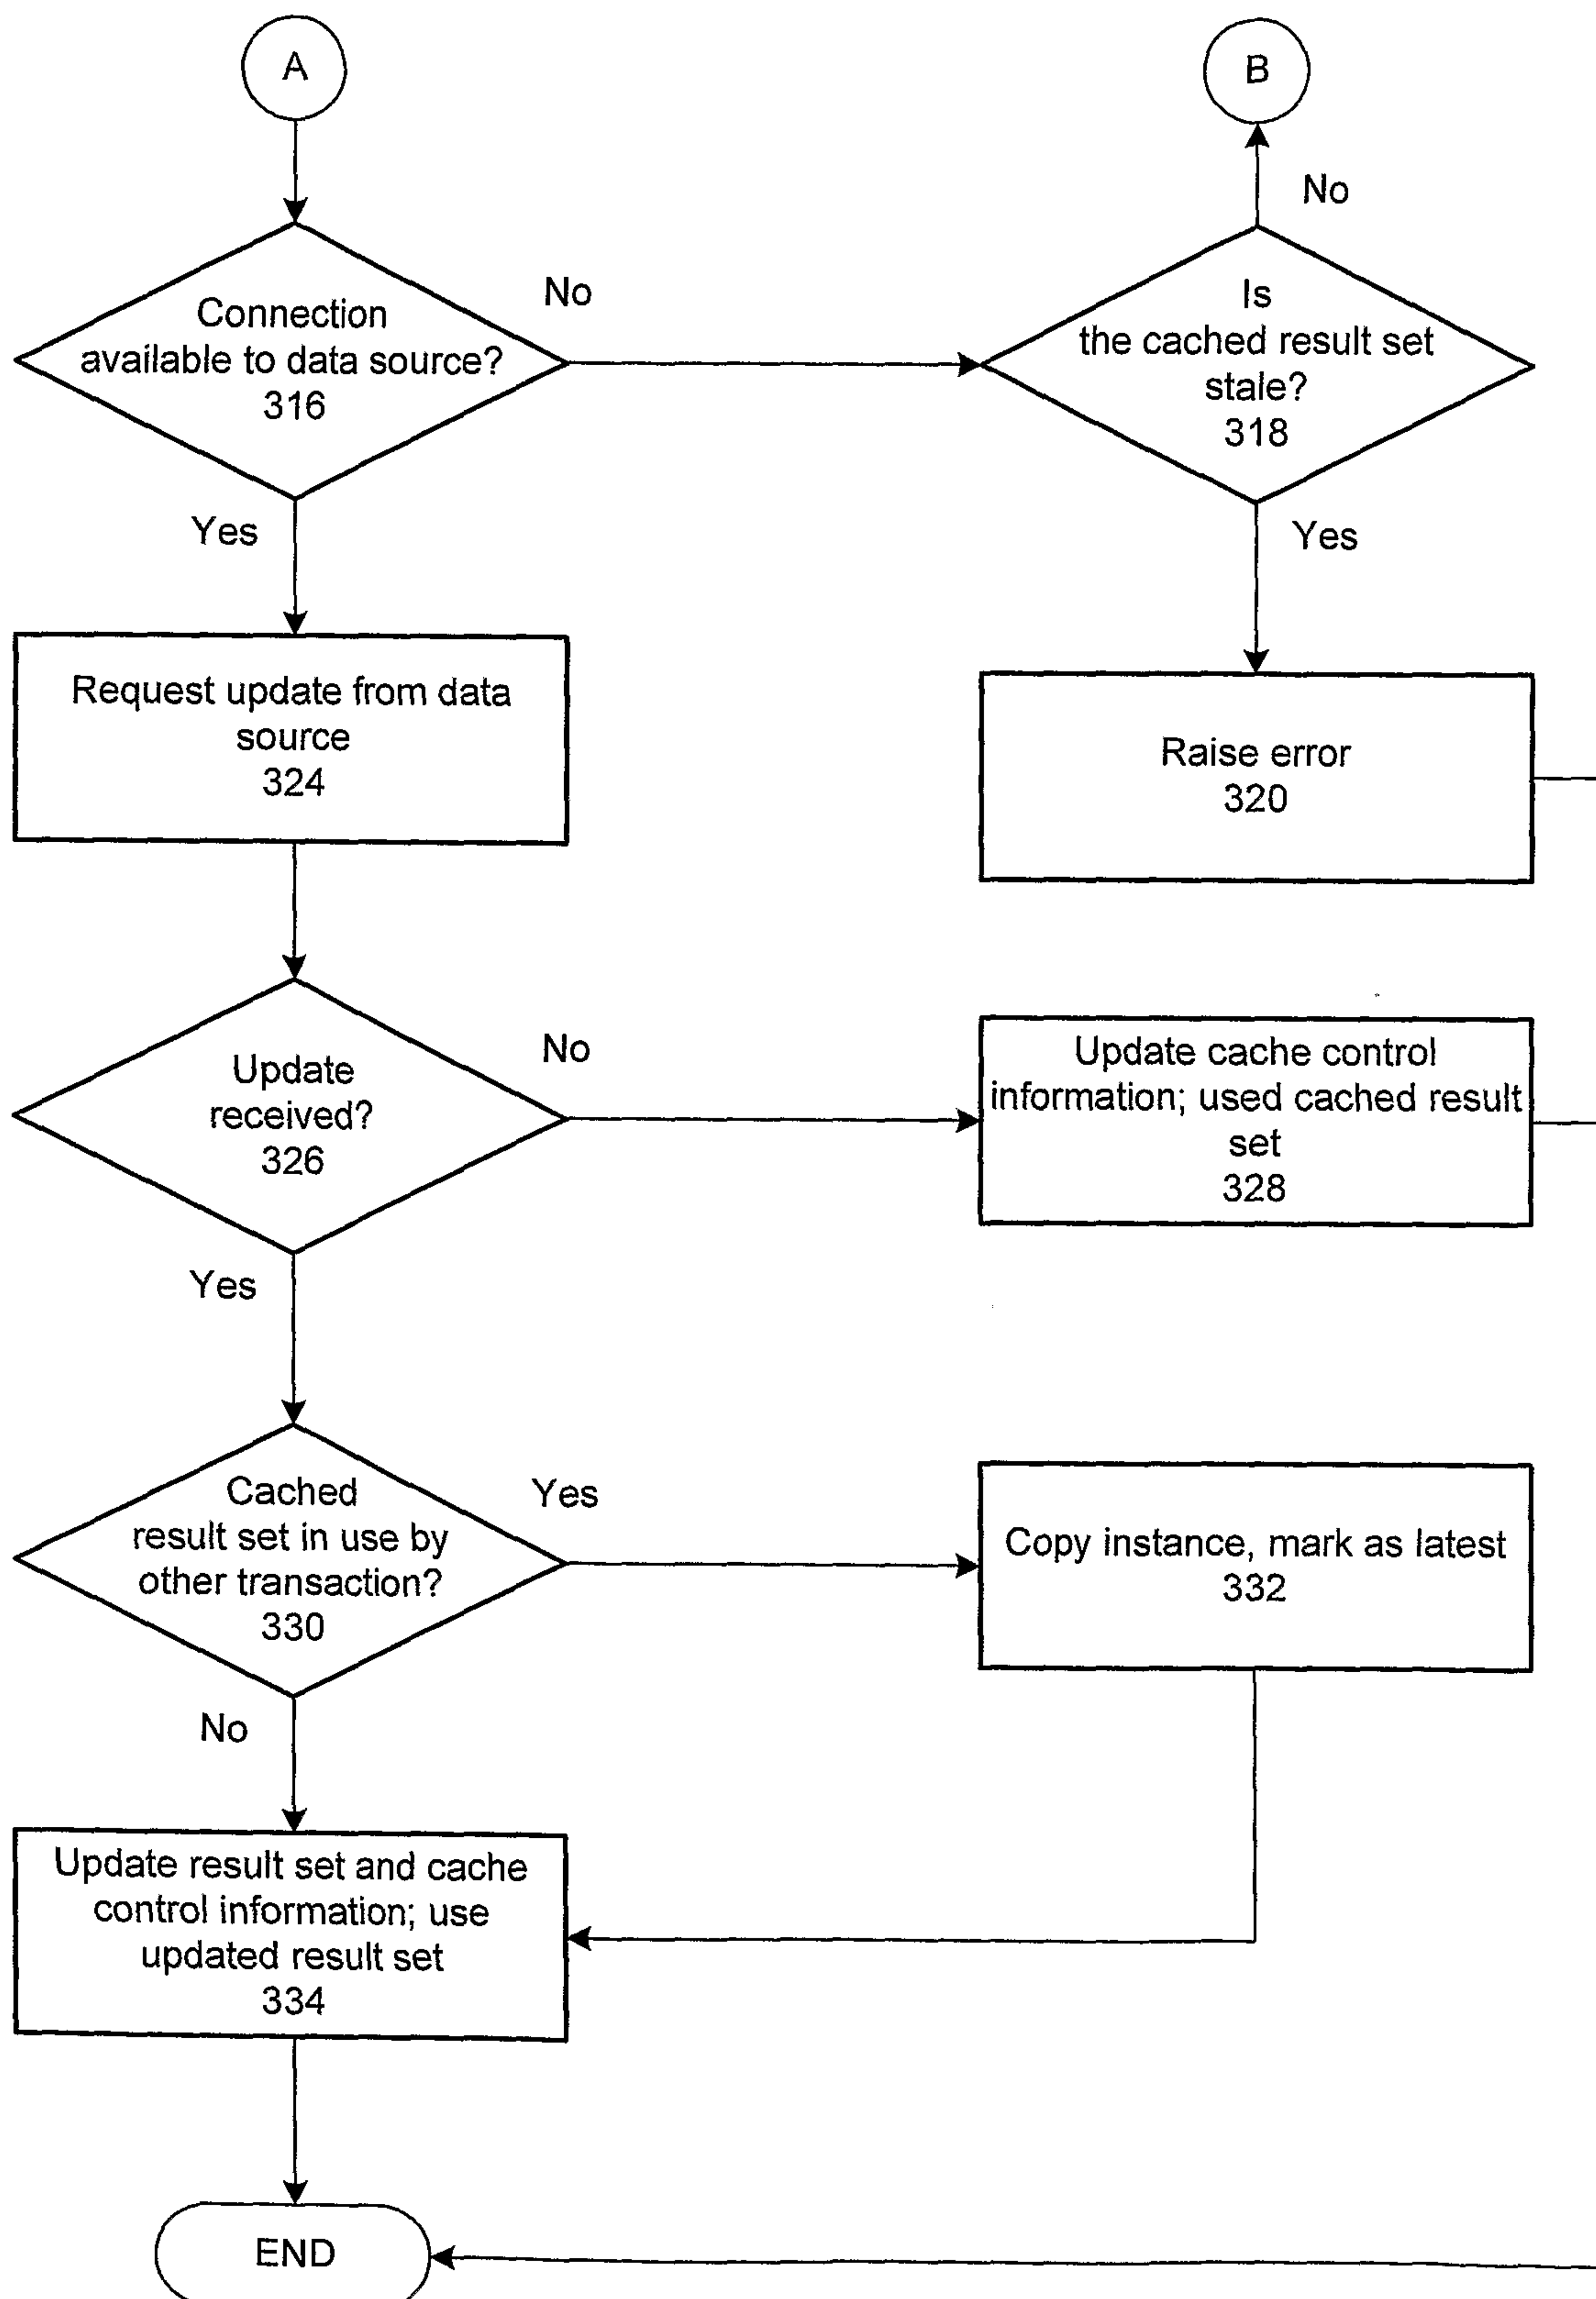 A
B
No
Connection
available to data source?
316
No
Is
the cached result set
stale?
318
Yes
Yes
Request update from data
source
324
Raise error
320
Update
received?
326
No
Update cache control
information; used cached result
set
328
Yes
Cached
result set in use by
other transaction?
330
Yes
Copy instance, mark as latest
332
No
Update result set and cache
control information; use
updated result set
334
END